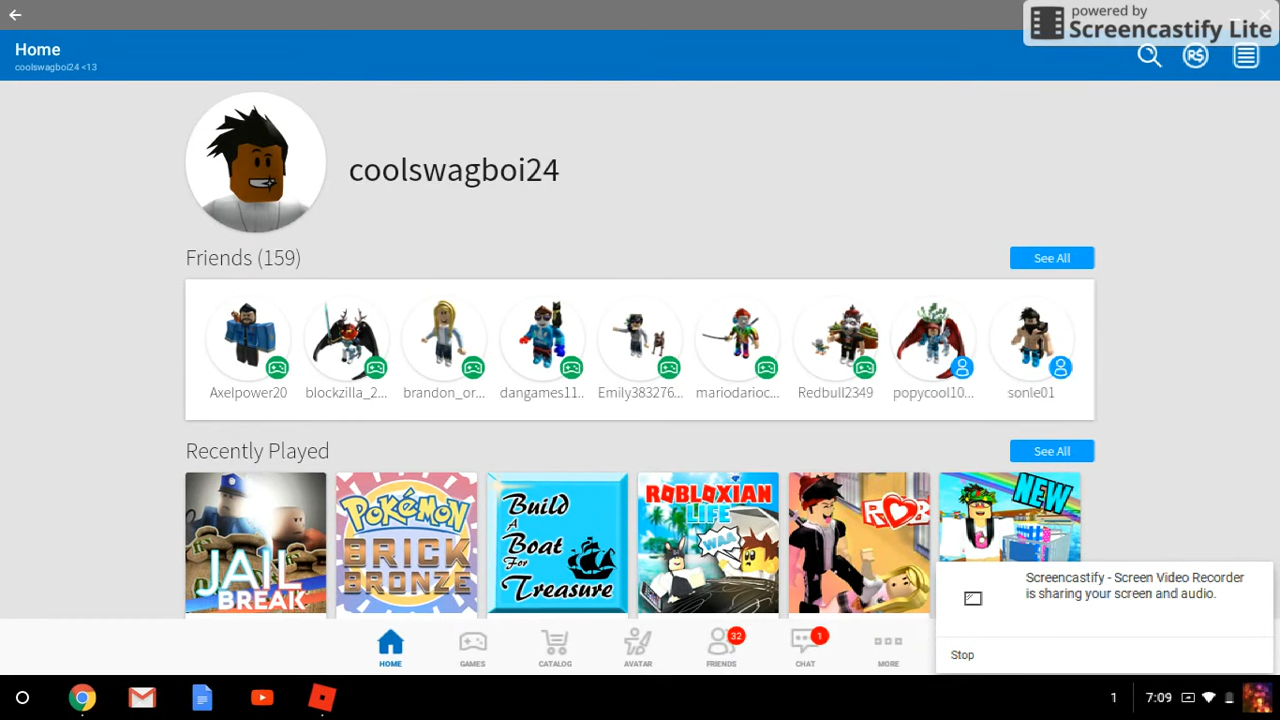 powered by
Screencastify Lite
Home
coolswagboi24 <13
R$
coolswagboi24
Friends (159)
See All
Axelpower20
blockzilla_2...
brandon_or...
dangames11..
Emily383276...
mariodarioc...
Redbull2349
popycool10...
sonle01
Recently Played
See All
JAIL
BREAK
POKéMON
BRICK
BRONZE
Build
A
Boat
For
Treasure
ROBLOXIAN
LIFE
WAA
NEW
Screencastify - Screen Video Recorder
is sharing your screen and audio.
Stop
HOME
GAMES
CATALOG
AVATAR
32
FRIENDS
1
CHAT
MORE
1
7:09